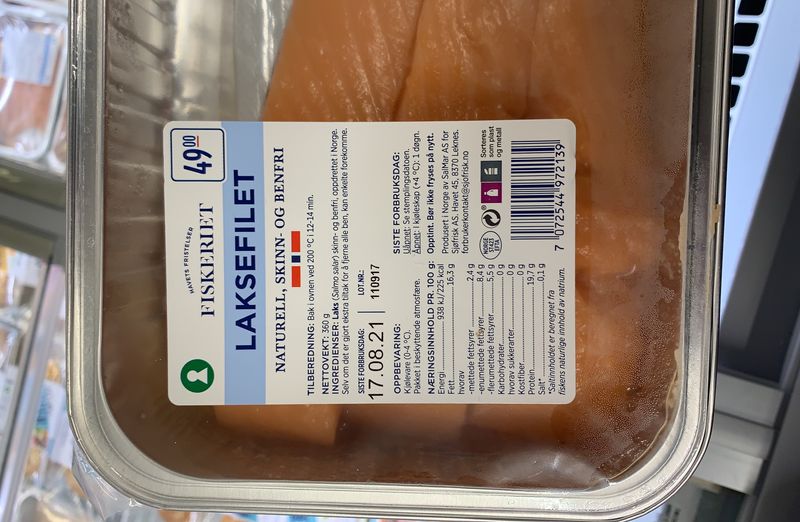 HAVETS FRISTELSER
FISKERIET
49⁰⁰
LAKSEFILET
NATURELL, SKINN- OG BENFRI
TILBEREDNING: Bak i ovnen ved 200 °C i 12-14 min.
NETTOVEKT: 360 g
INGREDIENSER: Laks (Salmo salar) skinn- og benfri, oppdrettet i Norge.
Selv om det er gjort ekstra tiltak for å fjerne alle ben, kan enkelte forekomme.
SISTE FORBRUKSDAG: LOT.NR.:
17.08.21 110917
OPPBEVARING:
Kjølevare (0-4 °C).
Pakket i beskyttende atmosfære.
SISTE FORBRUKSDAG:
Uåpnet: Se stemplingsdatoen.
Åpnet: I kjøleskap (+4 °C): 1 døgn.
Opptint. Bør ikke fryses på nytt.
NÆRINGSINNHOLD PR. 100 g:
Energi 938 kJ/225 kcal
Fett 16,3 g
hvorav
-mettede fettsyrer 2,4 g
-enumettede fettsyrer 8,4 g
-flerumettede fettsyrer 5,5 g
Karbohydrater 0 g
hvorav sukkerarter 0 g
Kostfiber 0 g
Protein 19,7 g
Salt* 0,1 g
*Saltinnholdet er beregnet fra
fiskens naturlige innhold av natrium.
Produsert i Norge av SalMar AS for
Sjøfrisk AS. Havet 45, 8370 Leknes.
forbrukerkontakt@sjofrisk.no
NORGE
ST423
EFTA
Sorteres
som plast
og metall
7 072544 972139